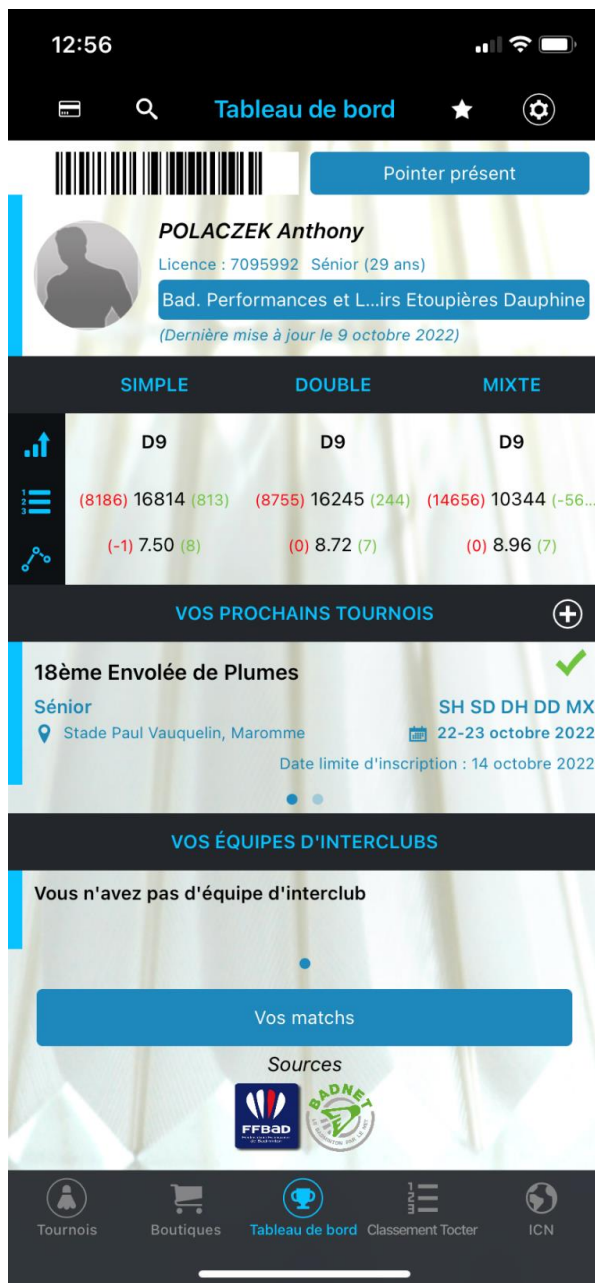 12:56
Tableau de bord
Pointer présent
POLACZEK Anthony
Licence : 7095992 Sénior (29 ans)
Bad. Performances et L...irs Etoupières Dauphine
(Dernière mise à jour le 9 octobre 2022)
SIMPLE DOUBLE MIXTE
D9 D9 D9
(8186) 16814 (813) (8755) 16245 (244) (14656) 10344 (-56...
(-1) 7.50 (8) (0) 8.72 (7) (0) 8.96 (7)
VOS PROCHAINS TOURNOIS
18ème Envolée de Plumes
Sénior SH SD DH DD MX
Stade Paul Vauquelin, Maromme 22-23 octobre 2022
Date limite d'inscription : 14 octobre 2022
VOS ÉQUIPES D'INTERCLUBS
Vous n'avez pas d'équipe d'interclub
Vos matchs
Sources
FFBaD
BADNET
Tournois Boutiques Tableau de bord Classement Tocter ICN